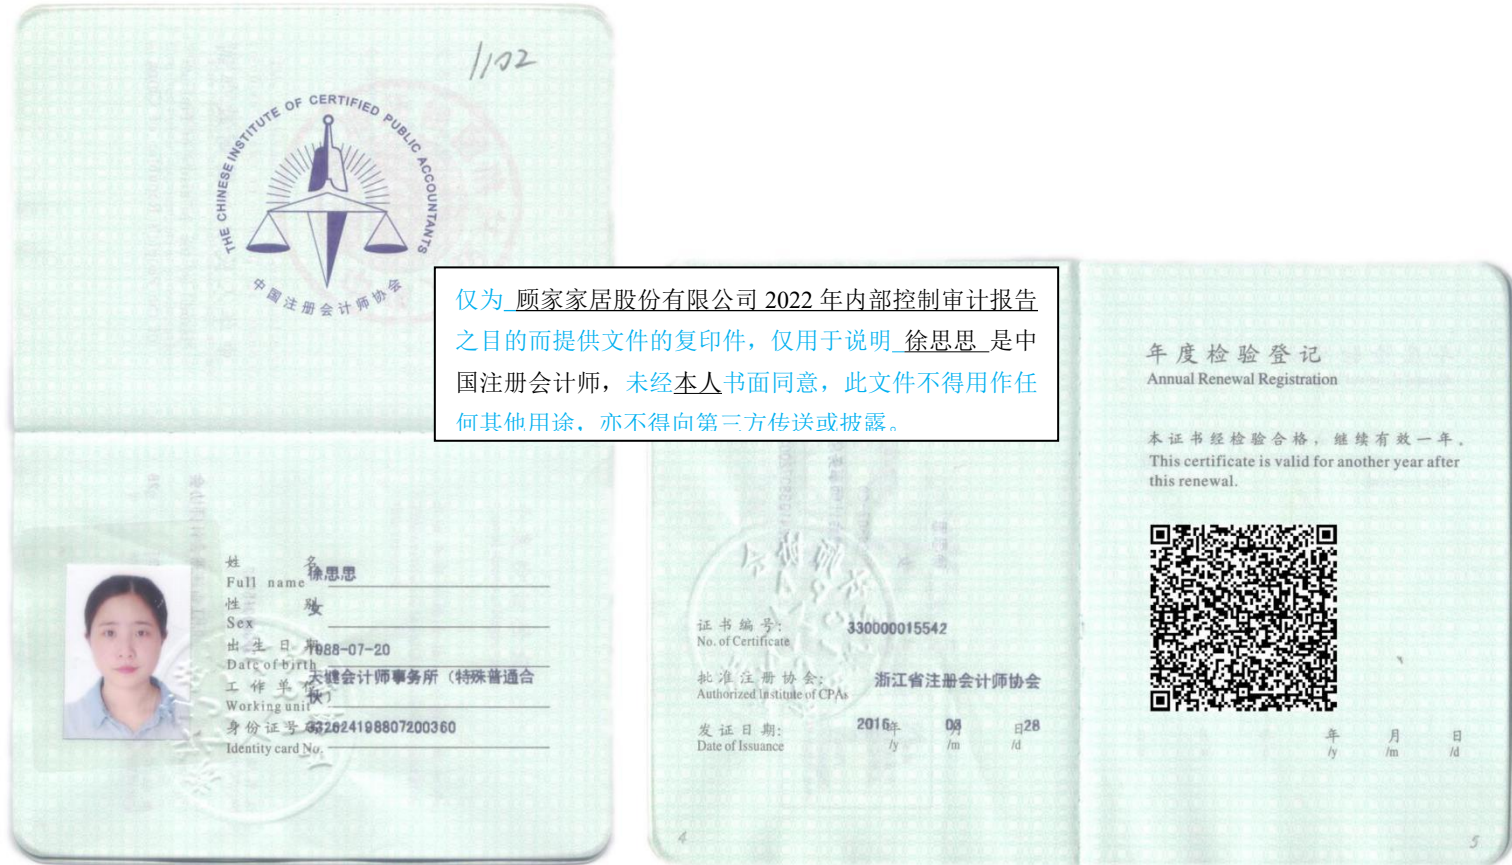 1102
THE CHINESE INSTITUTE OF CERTIFIED PUBLIC ACCOUNTANTS
中国注册会计师协会
仅为 顾家家居股份有限公司 2022 年内部控制审计报告
之目的而提供文件的复印件，仅用于说明 徐思思 是中
国注册会计师，未经本人书面同意，此文件不得用作任
何其他用途，亦不得向第三方传送或披露。
姓 名 徐思思
Full name
性 别 女
Sex
出生日期 1988-07-20
Date of birth
工作单位 天健会计师事务所（特殊普通合
Working unit 伙）
身份证号码 332624198807200360
Identity card No.
证书编号: 330000015542
No. of Certificate
批准注册协会: 浙江省注册会计师协会
Authorized Institute of CPAs
发证日期: 2016年 03月 28日
Date of Issuance /y /m /d
4
年度检验登记
Annual Renewal Registration
本证书经检验合格，继续有效一年。
This certificate is valid for another year after
this renewal.
年 月 日
/y /m /d
5